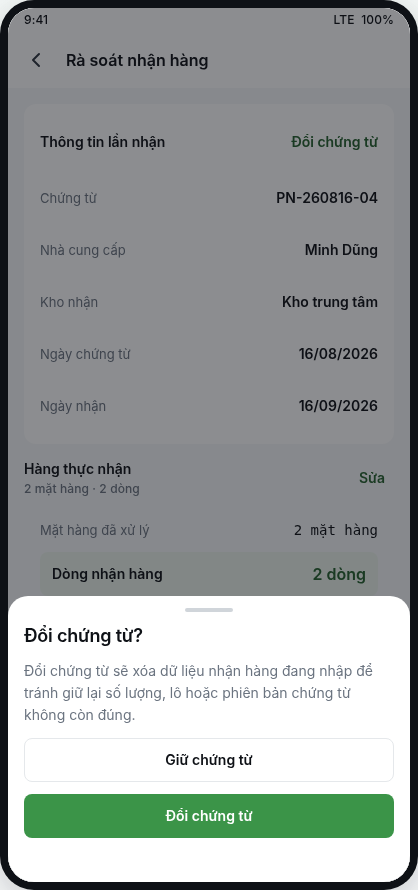 9:41
LTE 100%
Rà soát nhận hàng
Thông tin lần nhận
Đổi chứng từ
Chứng từ
PN-260816-04
Nhà cung cấp
Minh Dũng
Kho nhận
Kho trung tâm
Ngày chứng từ
16/08/2026
Ngày nhận
16/09/2026
Hàng thực nhận
2 mặt hàng · 2 dòng
Sửa
Mặt hàng đã xử lý
2 mặt hàng
Dòng nhận hàng
2 dòng
Đổi chứng từ?
Đổi chứng từ sẽ xóa dữ liệu nhận hàng đang nhập để
tránh giữ lại số lượng, lô hoặc phiên bản chứng từ
không còn đúng.
Giữ chứng từ
Đổi chứng từ